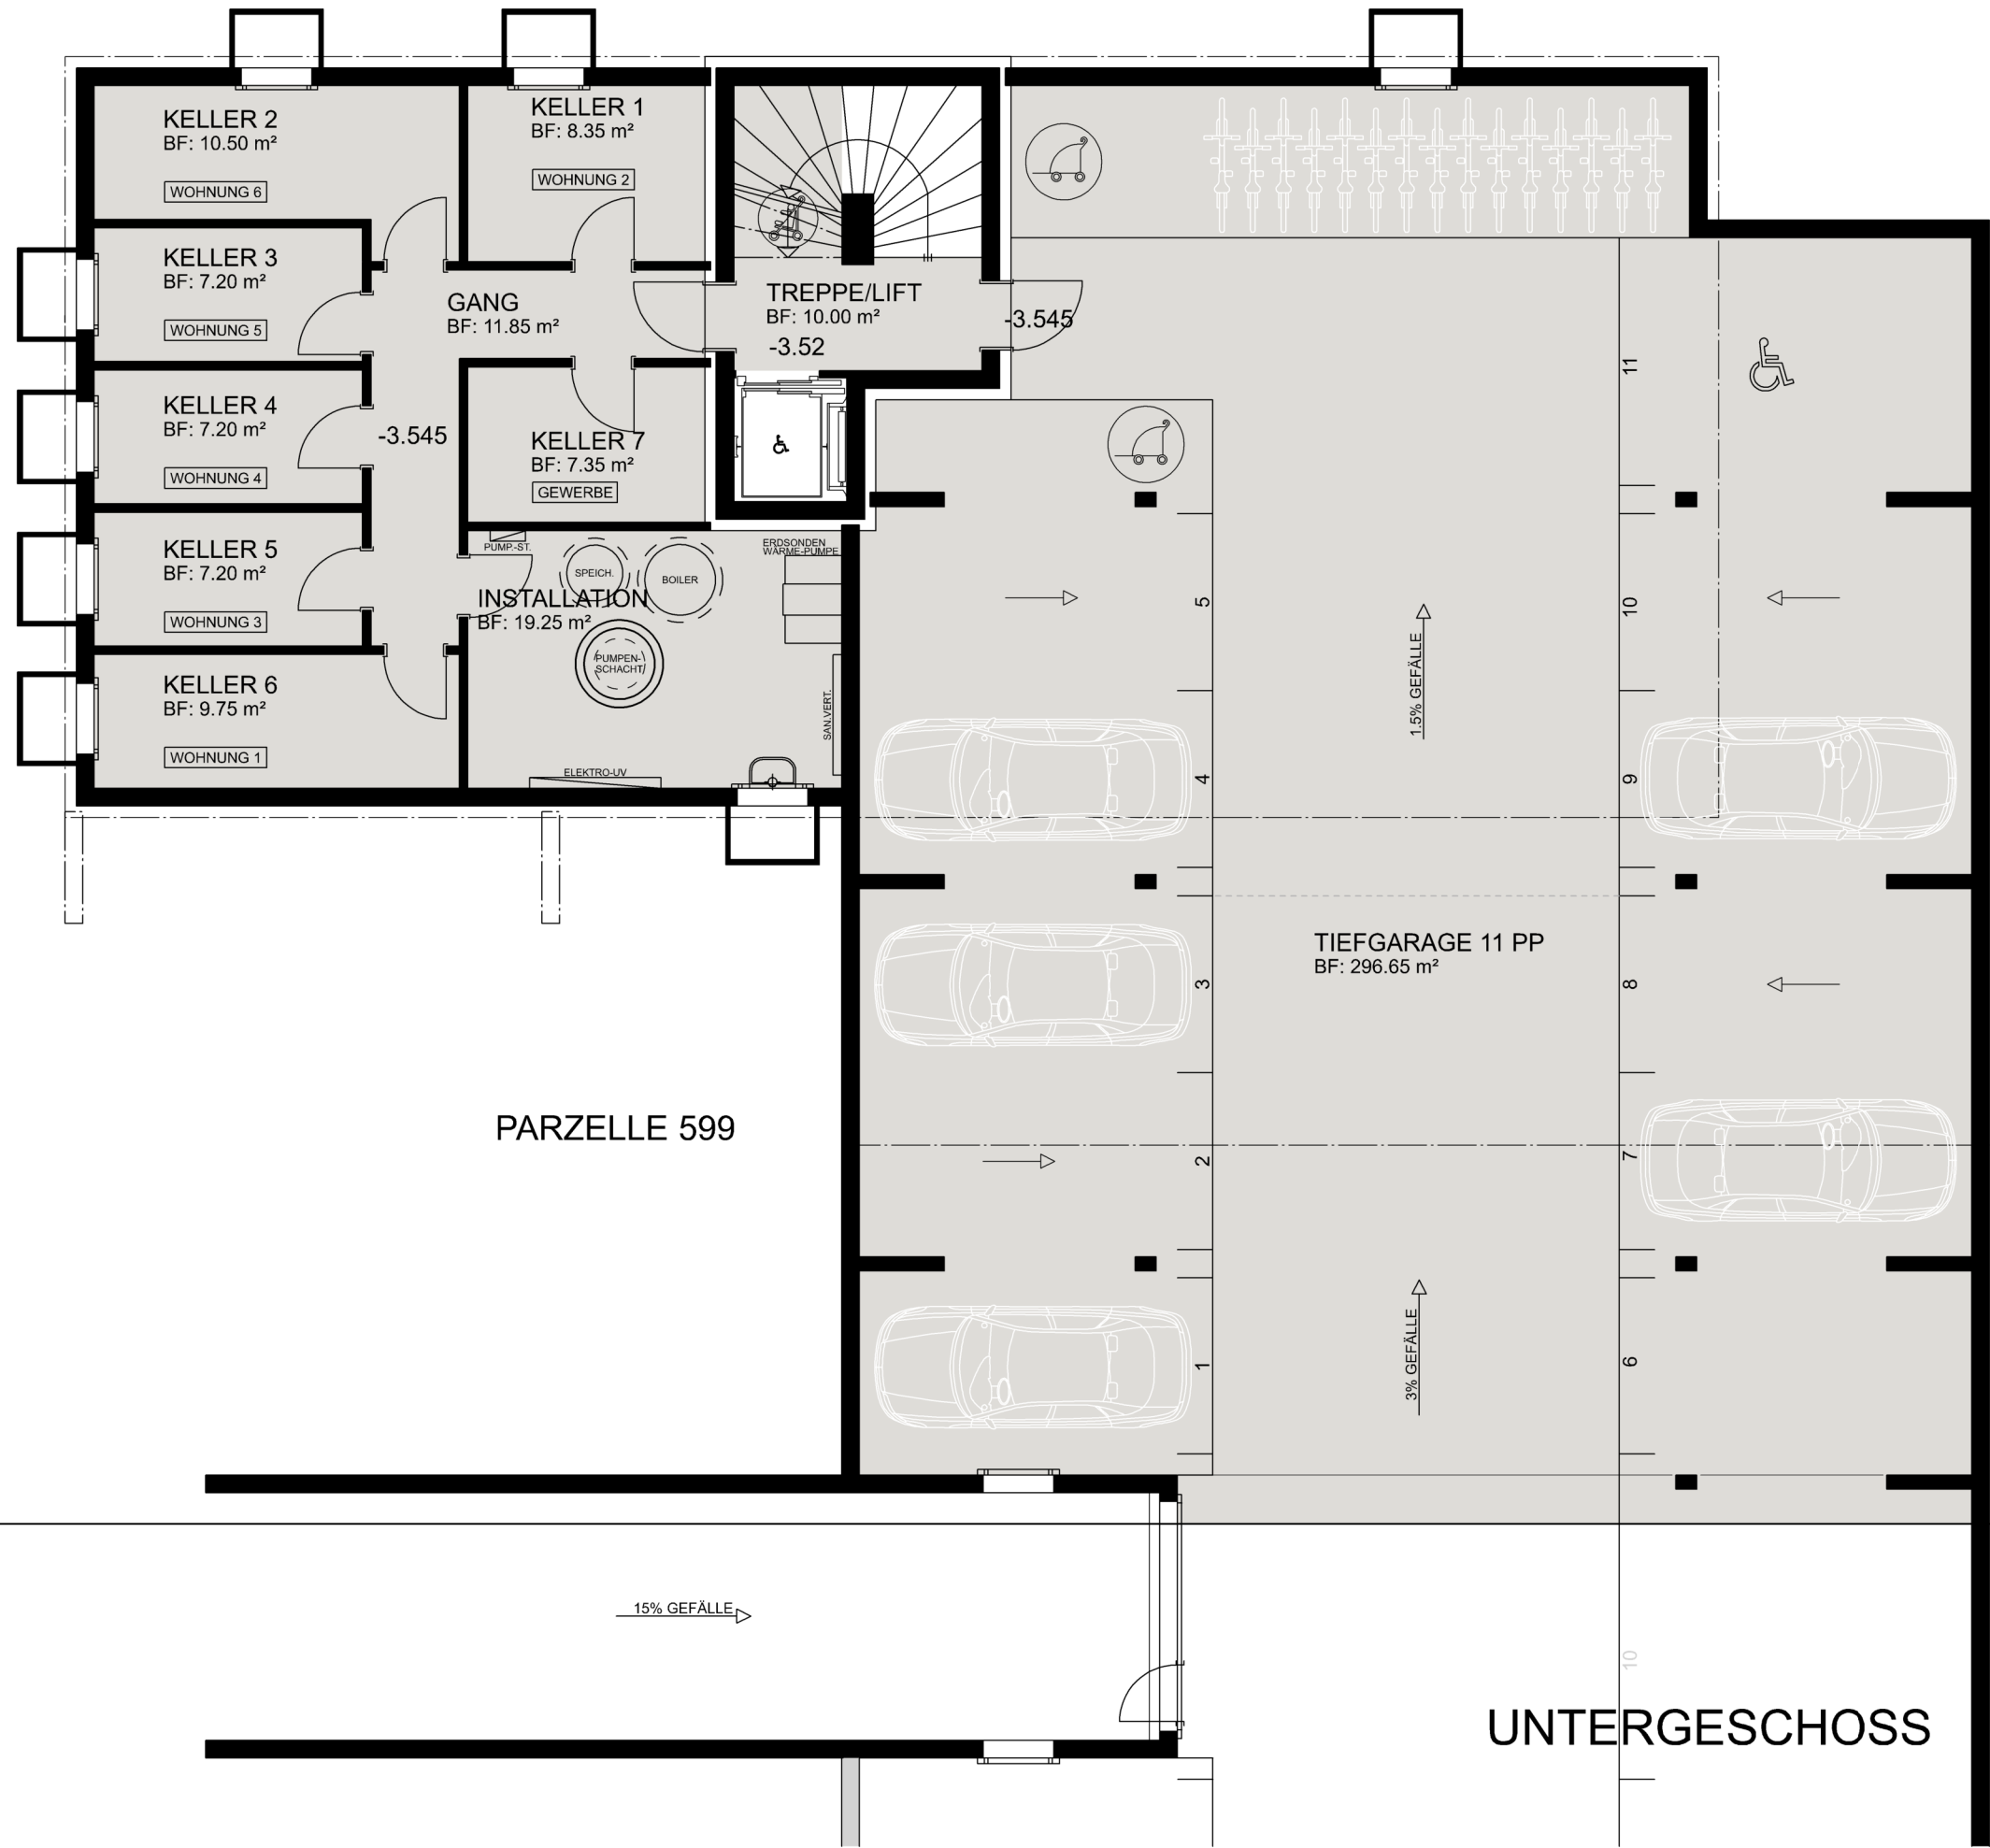 KELLER 2
BF: 10.50 m²
WOHNUNG 6
KELLER 1
BF: 8.35 m²
WOHNUNG 2
KELLER 3
BF: 7.20 m²
WOHNUNG 5
GANG
BF: 11.85 m²
TREPPE/LIFT
BF: 10.00 m²
-3.52
-3.545
11
KELLER 4
BF: 7.20 m²
WOHNUNG 4
-3.545
KELLER 7
BF: 7.35 m²
GEWERBE
KELLER 5
BF: 7.20 m²
WOHNUNG 3
PUMP.-ST.
SPEICH.
BOILER
ERDSONDEN
WÄRME-PUMPE
INSTALLATION
BF: 19.25 m²
PUMPEN-
SCHACHT
SAN.VERT.
ELEKTRO-UV
KELLER 6
BF: 9.75 m²
WOHNUNG 1
5
10
1.5% GEFÄLLE
4
9
TIEFGARAGE 11 PP
BF: 296.65 m²
3
8
PARZELLE 599
2
7
3% GEFÄLLE
1
6
15% GEFÄLLE
10
UNTERGESCHOSS